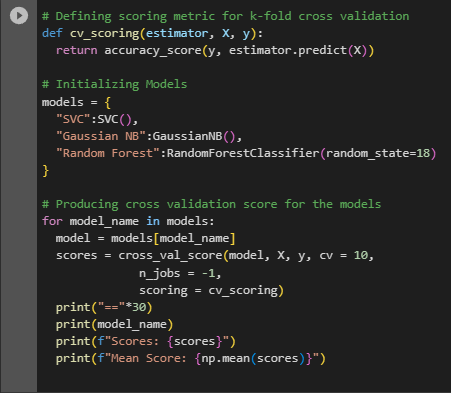 # Defining scoring metric for k-fold cross validation
def cv_scoring(estimator, X, y):
  return accuracy_score(y, estimator.predict(X))

# Initializing Models
models = {
  "SVC":SVC(),
  "Gaussian NB":GaussianNB(),
  "Random Forest":RandomForestClassifier(random_state=18)
}

# Producing cross validation score for the models
for model_name in models:
  model = models[model_name]
  scores = cross_val_score(model, X, y, cv = 10,
             n_jobs = -1,
             scoring = cv_scoring)
  print("=="*30)
  print(model_name)
  print(f"Scores: {scores}")
  print(f"Mean Score: {np.mean(scores)}")